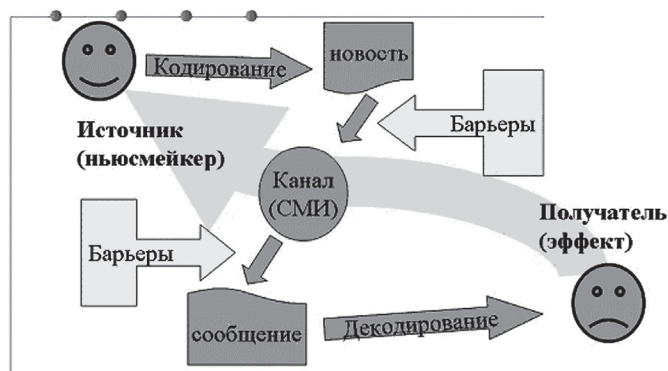 Кодирование
новость
Источник
(ньюсмейкер)
Барьеры
Канал
(СМИ)
Получатель
(эффект)
Барьеры
сообщение
Декодирование